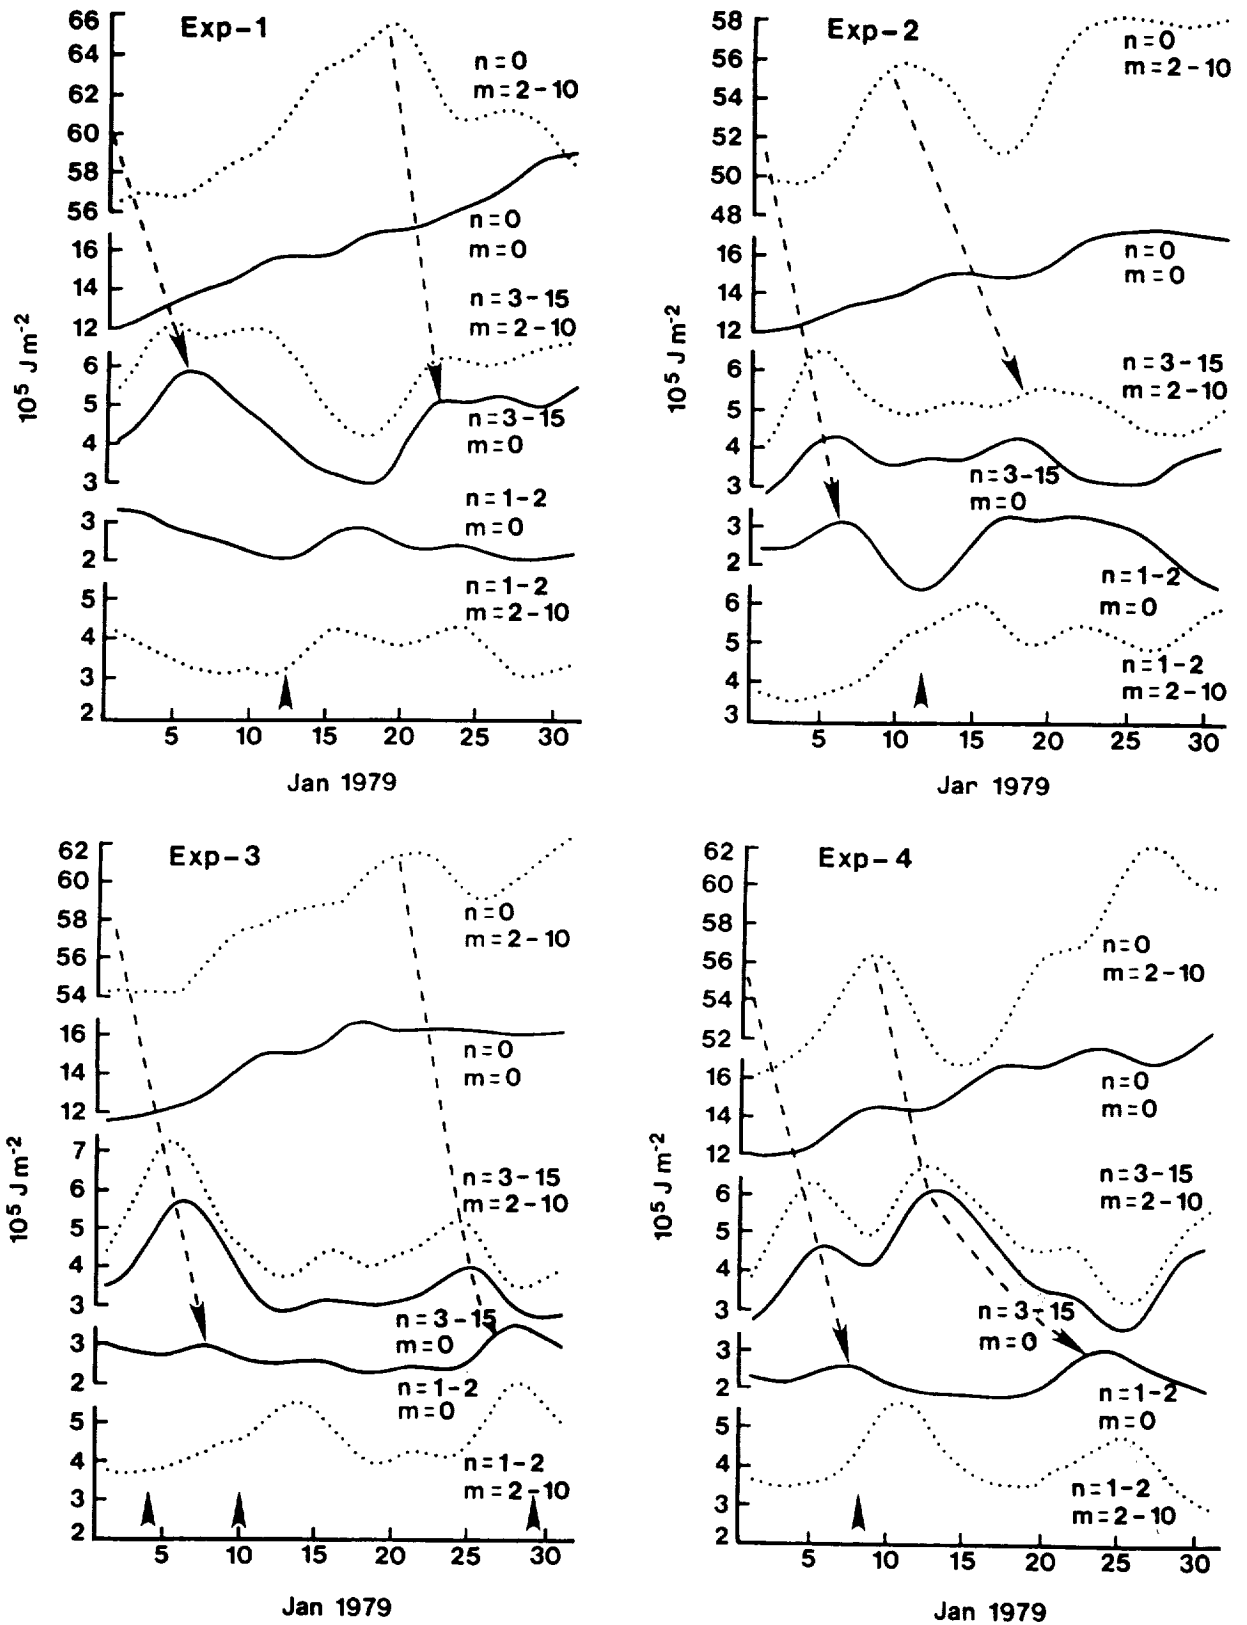 Exp-1
66
64
62
60
58
56
16
14
12
6
5
4
3
3
2
5
4
3
2
10⁵ J m⁻²
n=0
m=2-10
n=0
m=0
n=3-15
m=2-10
n=3-15
m=0
n=1-2
m=0
n=1-2
m=2-10
5 10 15 20 25 30
Jan 1979
Exp-2
58
56
54
52
50
48
16
14
12
6
5
4
3
3
2
6
5
4
3
10⁵ J m⁻²
n=0
m=2-10
n=0
m=0
n=3-15
m=2-10
n=3-15
m=0
n=1-2
m=0
n=1-2
m=2-10
5 10 15 20 25 30
Jan 1979
Exp-3
62
60
58
56
54
16
14
12
7
6
5
4
3
3
2
5
4
3
2
10⁵ J m⁻²
n=0
m=2-10
n=0
m=0
n=3-15
m=2-10
n=3-15
m=0
n=1-2
m=0
n=1-2
m=2-10
5 10 15 20 25 30
Jan 1979
Exp-4
62
60
58
56
54
52
16
14
12
6
5
4
3
3
2
5
4
3
2
10⁵ J m⁻²
n=0
m=2-10
n=0
m=0
n=3-15
m=2-10
n=3-15
m=0
n=1-2
m=0
n=1-2
m=2-10
5 10 15 20 25 30
Jan 1979